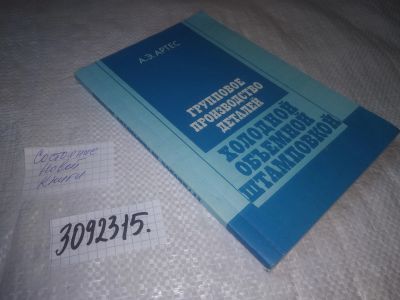 А.Э. АРТЕС
ГРУППОВОЕ
ПРОИЗВОДСТВО
ДЕТАЛЕЙ
ХОЛОДНОЙ
ОБЪЕМНОЙ
ШТАМПОВКОЙ
Состояние
новой
книги
3092315.